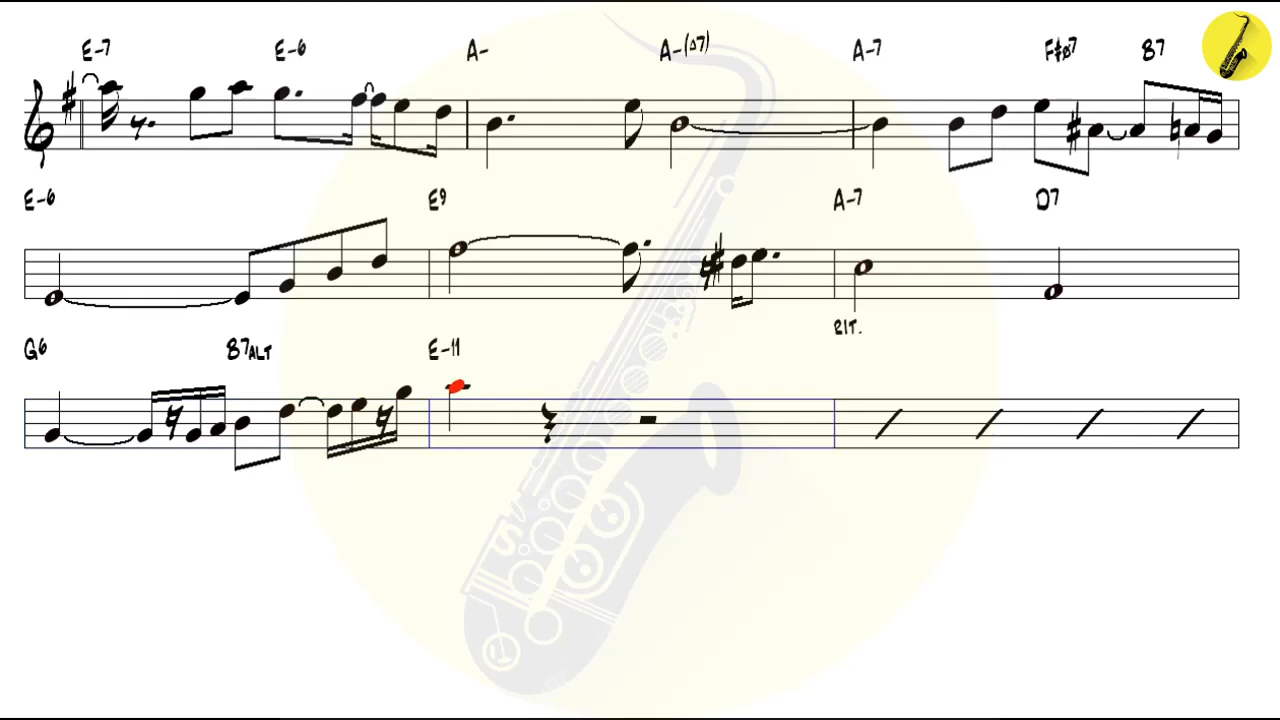 E-7 E-6 A- A-(Δ7) A-7 F#ø7 B7
E-6 E9 A-7 D7
RIT.
G6 B7ALT E-11